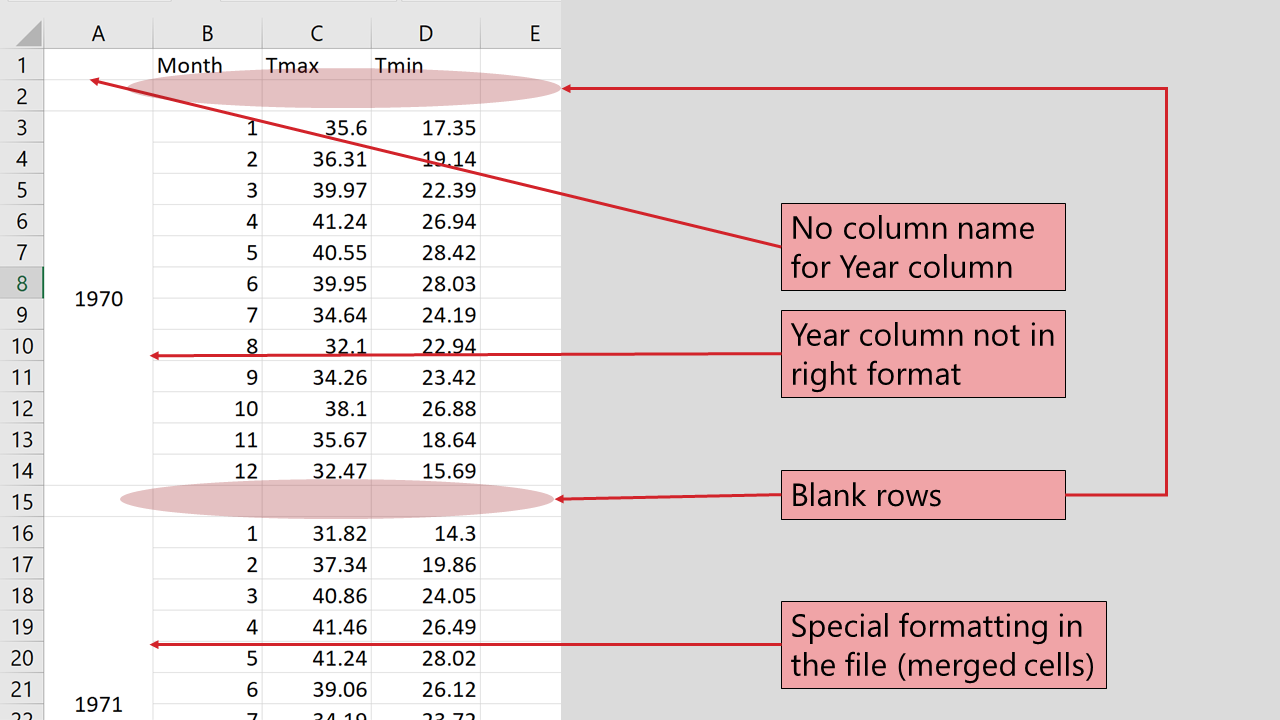 A B C D E
1 Month Tmax Tmin
2
3 1 35.6 17.35
4 2 36.31 19.14
5 3 39.97 22.39
6 4 41.24 26.94
7 5 40.55 28.42
8 6 39.95 28.03
1970
9 7 34.64 24.19
10 8 32.1 22.94
11 9 34.26 23.42
12 10 38.1 26.88
13 11 35.67 18.64
14 12 32.47 15.69
15
16 1 31.82 14.3
17 2 37.34 19.86
18 3 40.86 24.05
19 4 41.46 26.49
20 5 41.24 28.02
21 6 39.06 26.12
1971
22 7 34.19 23.72
No column name
for Year column
Year column not in
right format
Blank rows
Special formatting in
the file (merged cells)